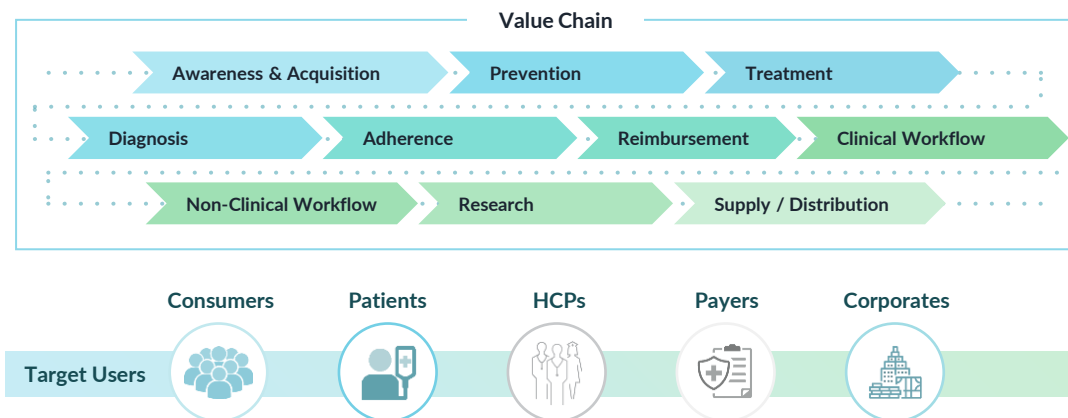 Value Chain
Awareness & Acquisition
Prevention
Treatment
Diagnosis
Adherence
Reimbursement
Clinical Workflow
Non-Clinical Workflow
Research
Supply / Distribution
Consumers
Patients
HCPs
Payers
Corporates
Target Users